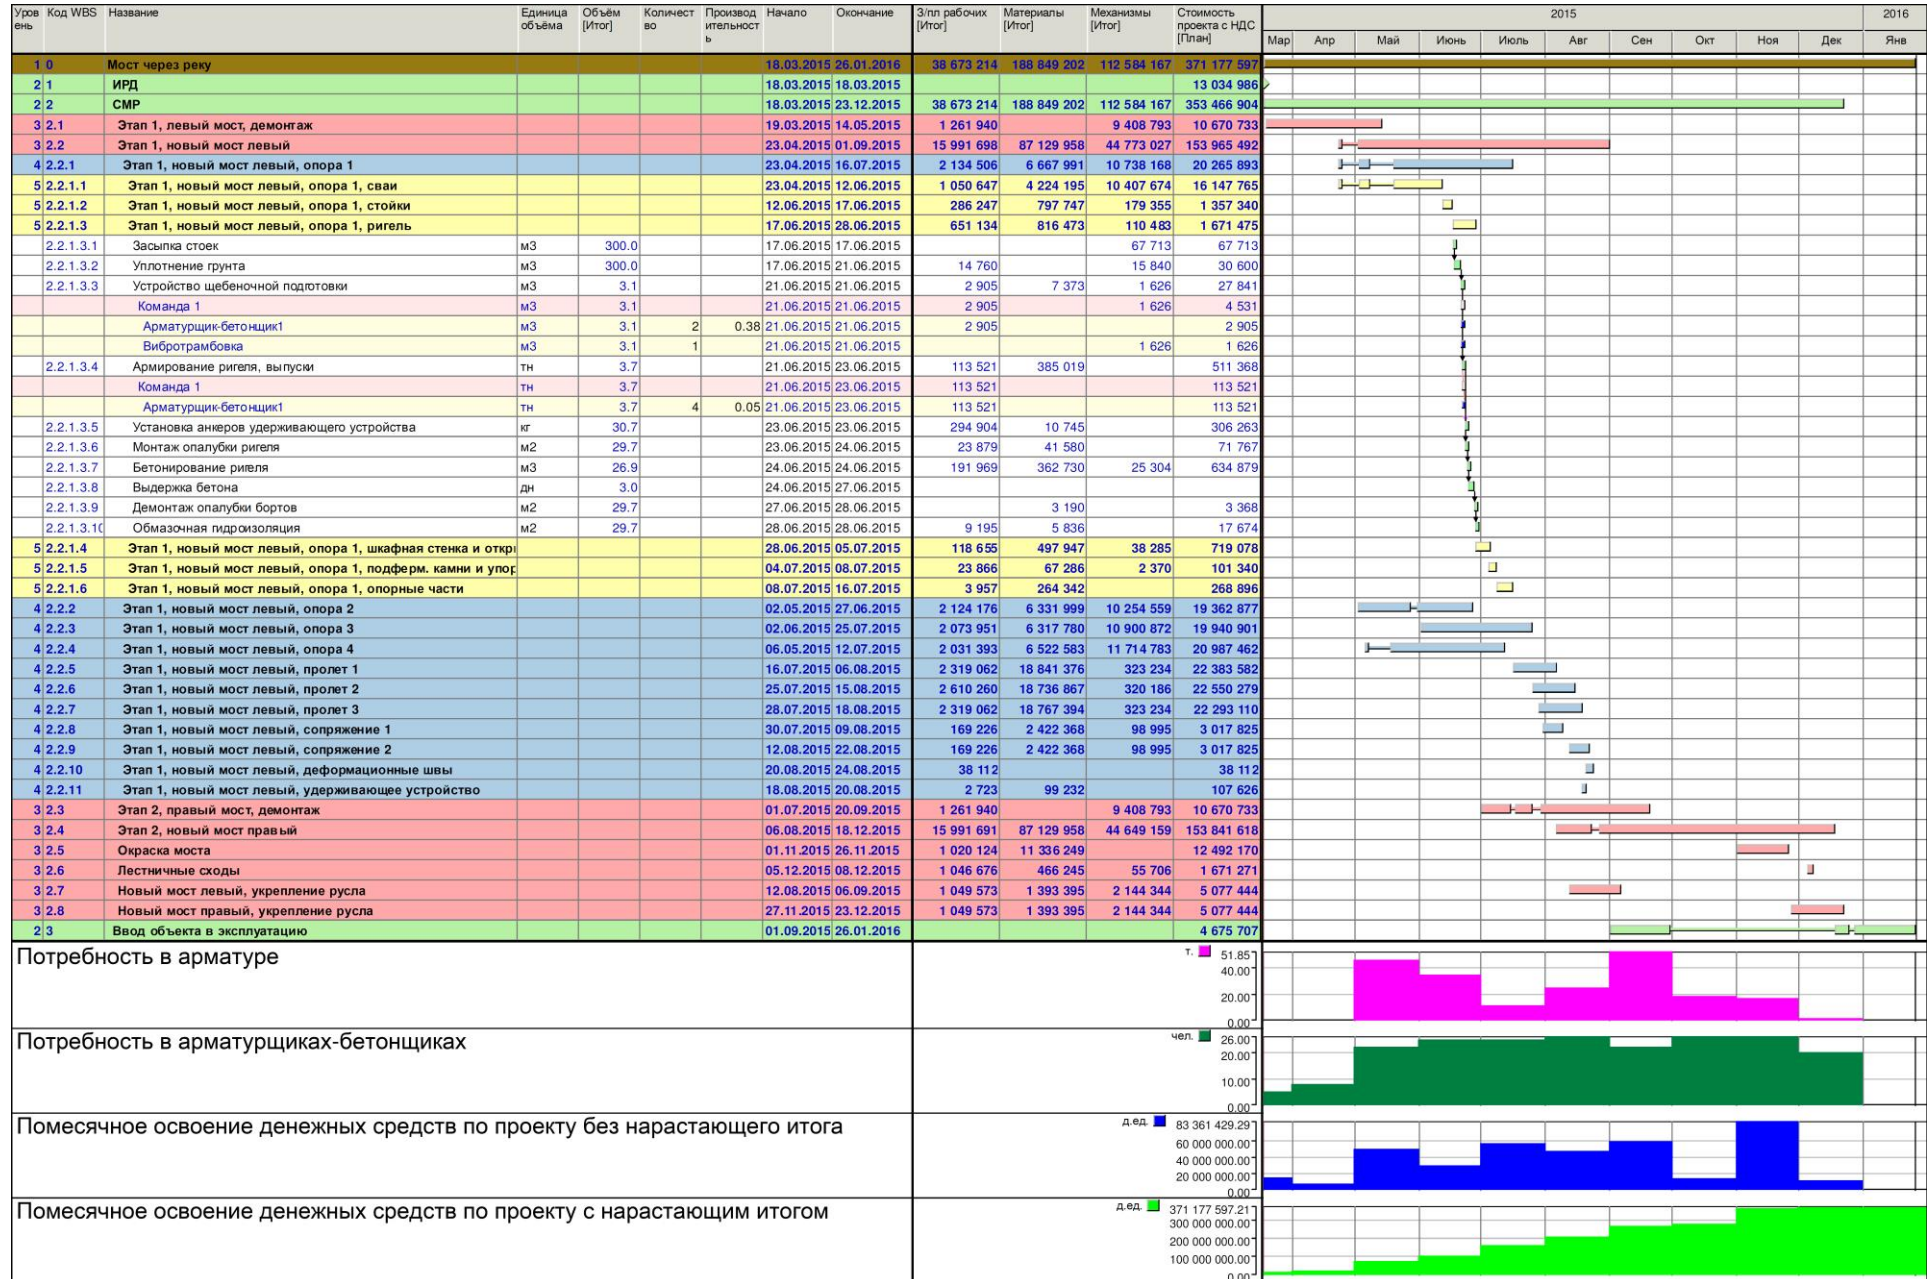 Уров ень Код WBS Название Единица объёма Объём [Итог] Количест во Производ ительност ь Начало Окончание З/пл рабочих [Итог] Материалы [Итог] Механизмы [Итог] Стоимость проекта с НДС [План] 2015 2016
Мар Апр Май Июнь Июль Авг Сен Окт Ноя Дек Янв
1 0 Мост через реку 18.03.2015 26.01.2016 38 673 214 188 849 202 112 584 167 371 177 597
2 1 ИРД 18.03.2015 18.03.2015 13 034 986
2 2 СМР 18.03.2015 23.12.2015 38 673 214 188 849 202 112 584 167 353 466 904
3 2.1 Этап 1, левый мост, демонтаж 19.03.2015 14.05.2015 1 261 940 9 408 793 10 670 733
3 2.2 Этап 1, новый мост левый 23.04.2015 01.09.2015 15 991 698 87 129 958 44 773 027 153 965 492
4 2.2.1 Этап 1, новый мост левый, опора 1 23.04.2015 16.07.2015 2 134 506 6 667 991 10 738 168 20 265 893
5 2.2.1.1 Этап 1, новый мост левый, опора 1, сваи 23.04.2015 12.06.2015 1 050 647 4 224 195 10 407 674 16 147 765
5 2.2.1.2 Этап 1, новый мост левый, опора 1, стойки 12.06.2015 17.06.2015 286 247 797 747 179 355 1 357 340
5 2.2.1.3 Этап 1, новый мост левый, опора 1, ригель 17.06.2015 28.06.2015 651 134 816 473 110 483 1 671 475
2.2.1.3.1 Засыпка стоек м3 300.0 17.06.2015 17.06.2015 67 713 67 713
2.2.1.3.2 Уплотнение грунта м3 300.0 17.06.2015 21.06.2015 14 760 15 840 30 600
2.2.1.3.3 Устройство щебеночной подготовки м3 3.1 21.06.2015 21.06.2015 2 905 7 373 1 626 27 841
Команда 1 м3 3.1 21.06.2015 21.06.2015 2 905 1 626 4 531
Арматурщик-бетонщик1 м3 3.1 2 0.38 21.06.2015 21.06.2015 2 905 2 905
Вибротрамбовка м3 3.1 1 21.06.2015 21.06.2015 1 626 1 626
2.2.1.3.4 Армирование ригеля, выпуски тн 3.7 21.06.2015 23.06.2015 113 521 385 019 511 368
Команда 1 тн 3.7 21.06.2015 23.06.2015 113 521 113 521
Арматурщик-бетонщик1 тн 3.7 4 0.05 21.06.2015 23.06.2015 113 521 113 521
2.2.1.3.5 Установка анкеров удерживающего устройства кг 30.7 23.06.2015 23.06.2015 294 904 10 745 306 263
2.2.1.3.6 Монтаж опалубки ригеля м2 29.7 23.06.2015 24.06.2015 23 879 41 580 71 767
2.2.1.3.7 Бетонирование ригеля м3 26.9 24.06.2015 24.06.2015 191 969 362 730 25 304 634 879
2.2.1.3.8 Выдержка бетона дн 3.0 24.06.2015 27.06.2015
2.2.1.3.9 Демонтаж опалубки бортов м2 29.7 27.06.2015 28.06.2015 3 190 3 368
2.2.1.3.10 Обмазочная гидроизоляция м2 29.7 28.06.2015 28.06.2015 9 195 5 836 17 674
5 2.2.1.4 Этап 1, новый мост левый, опора 1, шкафная стенка и откр 28.06.2015 05.07.2015 118 655 497 947 38 285 719 078
5 2.2.1.5 Этап 1, новый мост левый, опора 1, подферм. камни и упор 04.07.2015 08.07.2015 23 866 67 286 2 370 101 340
5 2.2.1.6 Этап 1, новый мост левый, опора 1, опорные части 08.07.2015 16.07.2015 3 957 264 342 268 896
4 2.2.2 Этап 1, новый мост левый, опора 2 02.05.2015 27.06.2015 2 124 176 6 331 999 10 254 559 19 362 877
4 2.2.3 Этап 1, новый мост левый, опора 3 02.06.2015 25.07.2015 2 073 951 6 317 780 10 900 872 19 940 901
4 2.2.4 Этап 1, новый мост левый, опора 4 06.05.2015 12.07.2015 2 031 393 6 522 583 11 714 783 20 987 462
4 2.2.5 Этап 1, новый мост левый, пролет 1 16.07.2015 06.08.2015 2 319 062 18 841 376 323 234 22 383 582
4 2.2.6 Этап 1, новый мост левый, пролет 2 25.07.2015 15.08.2015 2 610 260 18 736 867 320 186 22 550 279
4 2.2.7 Этап 1, новый мост левый, пролет 3 28.07.2015 18.08.2015 2 319 062 18 767 394 323 234 22 293 110
4 2.2.8 Этап 1, новый мост левый, сопряжение 1 30.07.2015 09.08.2015 169 226 2 422 368 98 995 3 017 825
4 2.2.9 Этап 1, новый мост левый, сопряжение 2 12.08.2015 22.08.2015 169 226 2 422 368 98 995 3 017 825
4 2.2.10 Этап 1, новый мост левый, деформационные швы 20.08.2015 24.08.2015 38 112 38 112
4 2.2.11 Этап 1, новый мост левый, удерживающее устройство 18.08.2015 20.08.2015 2 723 99 232 107 626
3 2.3 Этап 2, правый мост, демонтаж 01.07.2015 20.09.2015 1 261 940 9 408 793 10 670 733
3 2.4 Этап 2, новый мост правый 06.08.2015 18.12.2015 15 991 691 87 129 958 44 649 159 153 841 618
3 2.5 Окраска моста 01.11.2015 26.11.2015 1 020 124 11 336 249 12 492 170
3 2.6 Лестничные сходы 05.12.2015 08.12.2015 1 046 676 466 245 55 706 1 671 271
3 2.7 Новый мост левый, укрепление русла 12.08.2015 06.09.2015 1 049 573 1 393 395 2 144 344 5 077 444
3 2.8 Новый мост правый, укрепление русла 27.11.2015 23.12.2015 1 049 573 1 393 395 2 144 344 5 077 444
2 3 Ввод объекта в эксплуатацию 01.09.2015 26.01.2016 4 675 707
Потребность в арматуре т. 51.85
40.00
20.00
0.00
Потребность в арматурщиках-бетонщиках чел. 26.00
20.00
10.00
0.00
Помесячное освоение денежных средств по проекту без нарастающего итога д.ед. 83 361 429.29
60 000 000.00
40 000 000.00
20 000 000.00
0.00
Помесячное освоение денежных средств по проекту с нарастающим итогом д.ед. 371 177 597.21
300 000 000.00
200 000 000.00
100 000 000.00
0.00